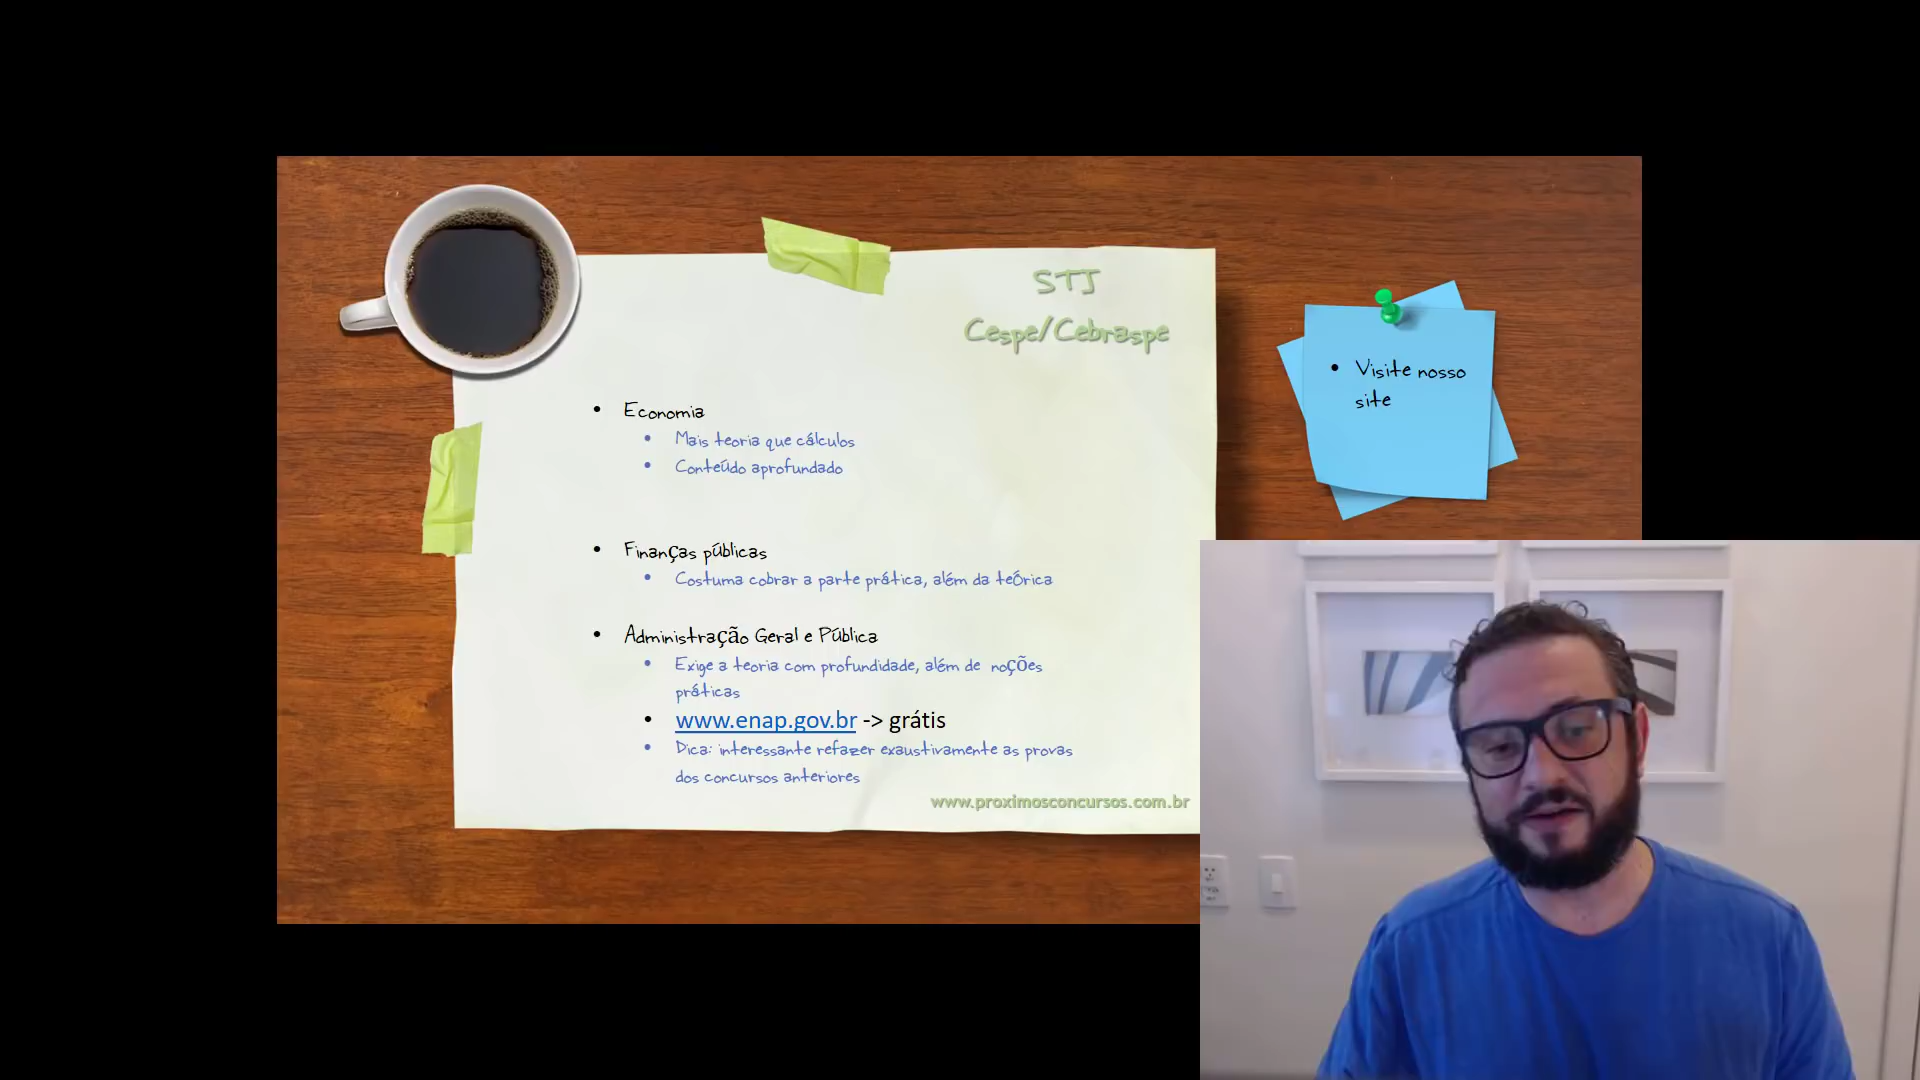 STJ
Cespe/Cebraspe
• Economia
• Mais teoria que cálculos
• Conteúdo aprofundado
• Finanças públicas
• Costuma cobrar a parte prática, além da teórica
• Administração Geral e Pública
• Exige a teoria com profundidade, além de noções
práticas
• www.enap.gov.br -> grátis
• Dica: interessante refazer exaustivamente as provas
dos concursos anteriores
www.proximosconcursos.com.br
• Visite nosso
site